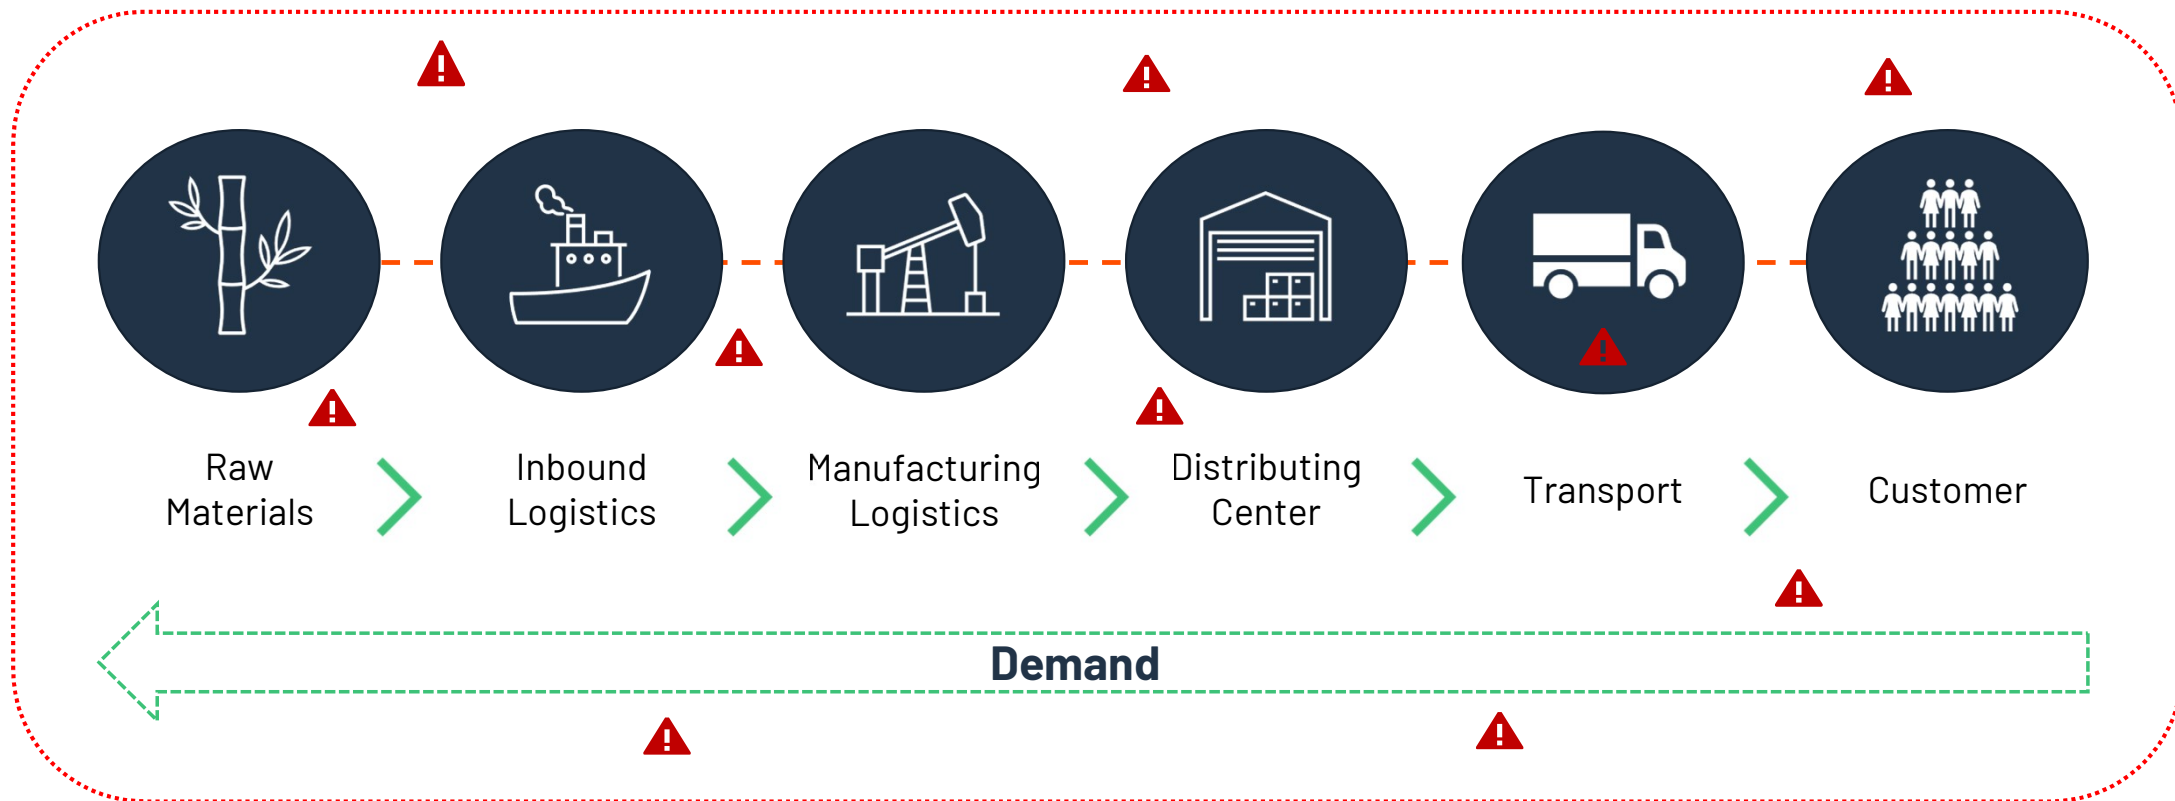 Raw
Materials
Inbound
Logistics
Manufacturing
Logistics
Distributing
Center
Transport
Customer
Demand